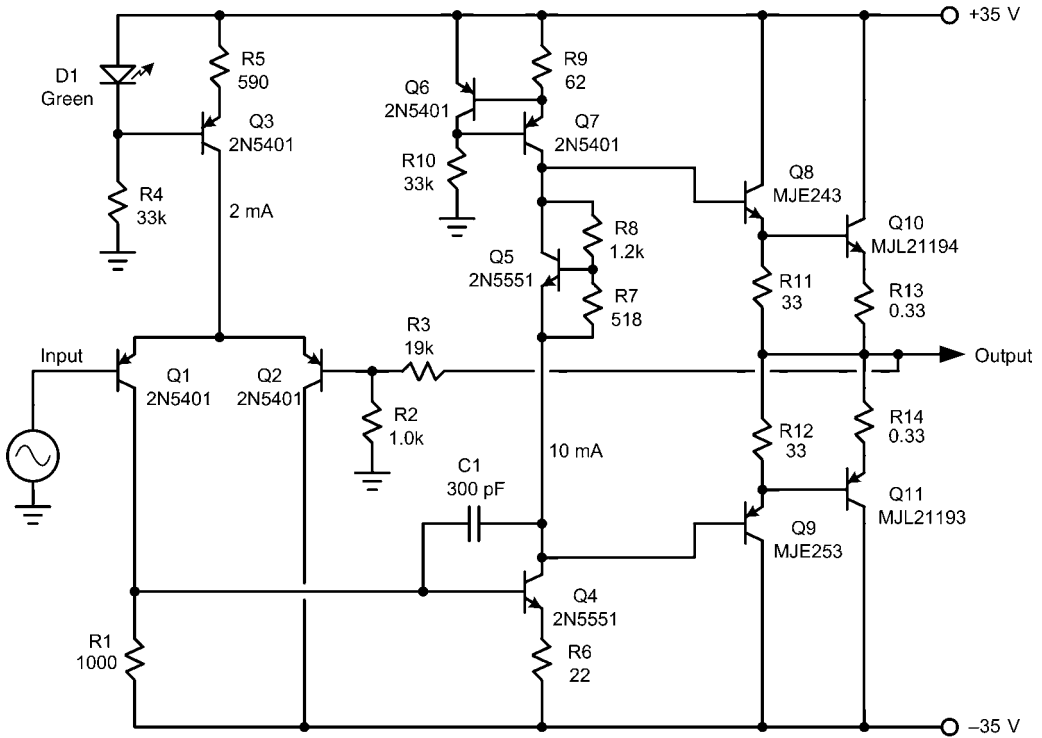 +35 V
D1
Green
R5
590
Q3
2N5401
R4
33k
2 mA
Q6
2N5401
R9
62
Q7
2N5401
R10
33k
Q8
MJE243
Q10
MJL21194
R8
1.2k
Q5
2N5551
R7
518
R11
33
R13
0.33
Input
Q1
2N5401
Q2
2N5401
R3
19k
Output
R2
1.0k
10 mA
R12
33
R14
0.33
C1
300 pF
Q9
MJE253
Q11
MJL21193
Q4
2N5551
R1
1000
R6
22
–35 V